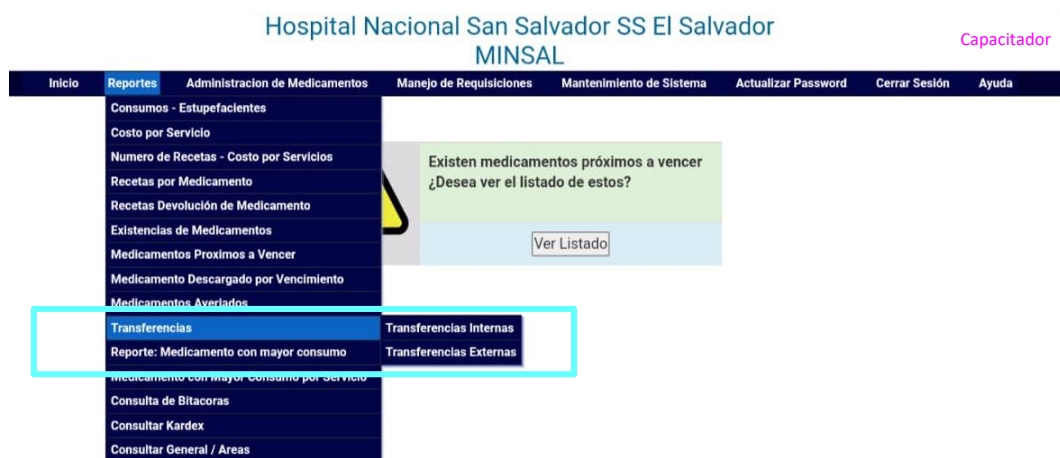 Hospital Nacional San Salvador SS El Salvador
MINSAL
Capacitador
Inicio Reportes Administracion de Medicamentos Manejo de Requisiciones Mantenimiento de Sistema Actualizar Password Cerrar Sesión Ayuda
Consumos - Estupefacientes
Costo por Servicio
Numero de Recetas - Costo por Servicios
Recetas por Medicamento
Recetas Devolución de Medicamento
Existencias de Medicamentos
Medicamentos Proximos a Vencer
Medicamento Descargado por Vencimiento
Medicamentos Averiados
Transferencias
Transferencias Internas
Reporte: Medicamento con mayor consumo
Transferencias Externas
Medicamento con Mayor Consumo por Servicio
Consulta de Bitacoras
Consultar Kardex
Consultar General / Areas
Existen medicamentos próximos a vencer
¿Desea ver el listado de estos?
Ver Listado